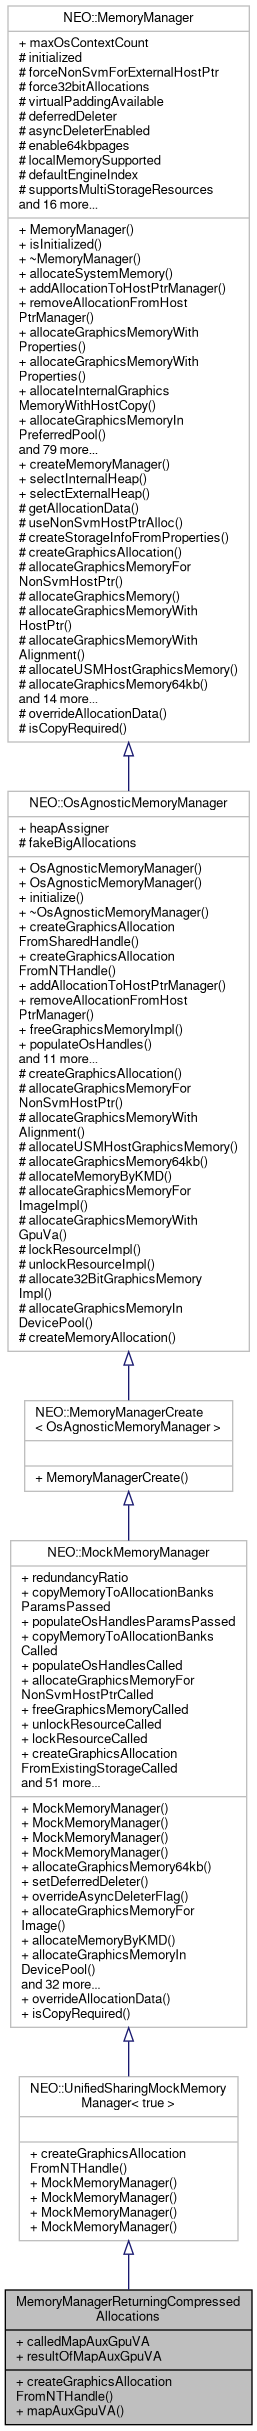 NEO::MemoryManager
+ maxOsContextCount
# initialized
# forceNonSvmForExternalHostPtr
# force32bitAllocations
# virtualPaddingAvailable
# deferredDeleter
# asyncDeleterEnabled
# enable64kbpages
# localMemorySupported
# defaultEngineIndex
# supportsMultiStorageResources
and 16 more...
+ MemoryManager()
+ isInitialized()
+ ~MemoryManager()
+ allocateSystemMemory()
+ addAllocationToHostPtrManager()
+ removeAllocationFromHost
PtrManager()
+ allocateGraphicsMemoryWith
Properties()
+ allocateGraphicsMemoryWith
Properties()
+ allocateInternalGraphics
MemoryWithHostCopy()
+ allocateGraphicsMemoryIn
PreferredPool()
and 79 more...
+ createMemoryManager()
+ selectInternalHeap()
+ selectExternalHeap()
# getAllocationData()
# useNonSvmHostPtrAlloc()
# createStorageInfoFromProperties()
# createGraphicsAllocation()
# allocateGraphicsMemoryFor
NonSvmHostPtr()
# allocateGraphicsMemory()
# allocateGraphicsMemoryWith
HostPtr()
# allocateGraphicsMemoryWith
Alignment()
# allocateUSMHostGraphicsMemory()
# allocateGraphicsMemory64kb()
and 14 more...
# overrideAllocationData()
# isCopyRequired()
NEO::OsAgnosticMemoryManager
+ heapAssigner
# fakeBigAllocations
+ OsAgnosticMemoryManager()
+ OsAgnosticMemoryManager()
+ initialize()
+ ~OsAgnosticMemoryManager()
+ createGraphicsAllocation
FromSharedHandle()
+ createGraphicsAllocation
FromNTHandle()
+ addAllocationToHostPtrManager()
+ removeAllocationFromHost
PtrManager()
+ freeGraphicsMemoryImpl()
+ populateOsHandles()
and 11 more...
# createGraphicsAllocation()
# allocateGraphicsMemoryFor
NonSvmHostPtr()
# allocateGraphicsMemoryWith
Alignment()
# allocateUSMHostGraphicsMemory()
# allocateGraphicsMemory64kb()
# allocateMemoryByKMD()
# allocateGraphicsMemoryFor
ImageImpl()
# allocateGraphicsMemoryWith
GpuVa()
# lockResourceImpl()
# unlockResourceImpl()
# allocate32BitGraphicsMemory
Impl()
# allocateGraphicsMemoryIn
DevicePool()
# createMemoryAllocation()
NEO::MemoryManagerCreate
< OsAgnosticMemoryManager >
+ MemoryManagerCreate()
NEO::MockMemoryManager
+ redundancyRatio
+ copyMemoryToAllocationBanks
ParamsPassed
+ populateOsHandlesParamsPassed
+ copyMemoryToAllocationBanks
Called
+ populateOsHandlesCalled
+ allocateGraphicsMemoryFor
NonSvmHostPtrCalled
+ freeGraphicsMemoryCalled
+ unlockResourceCalled
+ lockResourceCalled
+ createGraphicsAllocation
FromExistingStorageCalled
and 51 more...
+ MockMemoryManager()
+ MockMemoryManager()
+ MockMemoryManager()
+ MockMemoryManager()
+ allocateGraphicsMemory64kb()
+ setDeferredDeleter()
+ overrideAsyncDeleterFlag()
+ allocateGraphicsMemoryFor
Image()
+ allocateMemoryByKMD()
+ allocateGraphicsMemoryIn
DevicePool()
and 32 more...
+ overrideAllocationData()
+ isCopyRequired()
NEO::UnifiedSharingMockMemory
Manager< true >
+ createGraphicsAllocation
FromNTHandle()
+ MockMemoryManager()
+ MockMemoryManager()
+ MockMemoryManager()
+ MockMemoryManager()
MemoryManagerReturningCompressed
Allocations
+ calledMapAuxGpuVA
+ resultOfMapAuxGpuVA
+ createGraphicsAllocation
FromNTHandle()
+ mapAuxGpuVA()